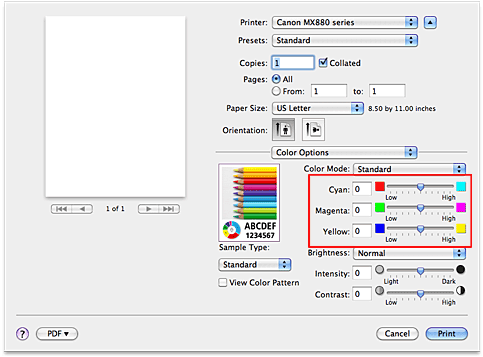 Printer: Canon MX880 series
Presets: Standard
Copies: 1 Collated
Pages: All
From: 1 to: 1
Paper Size: US Letter 8.50 by 11.00 inches
Orientation:
Color Options
1 of 1
Color Mode: Standard
Cyan: 0
Low High
Magenta: 0
Low High
Yellow: 0
Low High
ABCDEF
1234567
Sample Type:
Standard
View Color Pattern
Brightness: Normal
Intensity: 0
Light Dark
Contrast: 0
Low High
? PDF Cancel Print